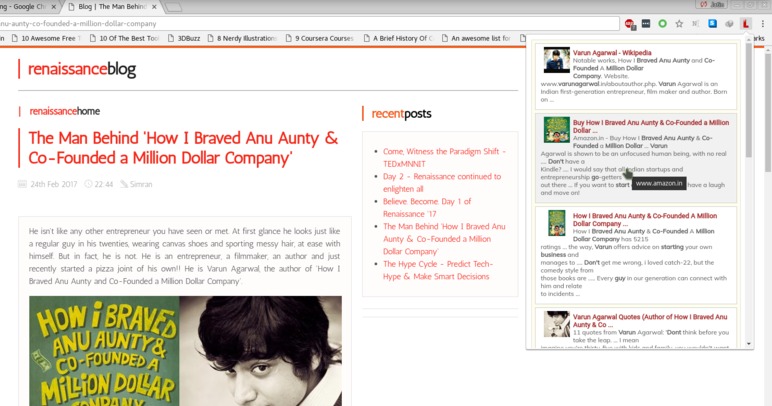 ng - Google Ch
Blog | The Man Behind '
nu-aunty-co-founded-a-million-dollar-company
10 Awesome Free
10 Of The Best Too
3DBuzz
8 Nerdy Illustration
9 Coursera Courses
A Brief History Of C
An awesome list for
arks
renaissanceblog
renaissancehome
The Man Behind 'How I Braved Anu Aunty &
Co-Founded a Million Dollar Company'
24th Feb 2017
22:44
Simran
He isn't like any other entrepreneur you have seen or met. At first glance he looks just like
a regular guy in his twenties, wearing canvas shoes and sporting messy hair, at ease with
himself. But in fact, he is not. He is an entrepreneur, a filmmaker, an author and just
recently started a pizza joint of his own!! He is Varun Agarwal, the author of 'How I
Braved Anu Aunty and Co-Founded a Million Dollar Company'.
HOW I
BRAVED
ANU AUNTY
& CO-FOUNDED A
MILLION DOLLAR
COMPANY
recentposts
Come, Witness the Paradigm Shift -
TEDxMNNIT
Day 2 - Renaissance continued to
enlighten all
Believe. Become. Day 1 of
Renaissance '17
The Man Behind 'How I Braved Anu
Aunty & Co-Founded a Million
Dollar Company'
The Hype Cycle - Predict Tech-
Hype & Make Smart Decisions
Varun Agarwal - Wikipedia
Notable works, How I Braved Anu Aunty and Co-
Founded A Million Dollar
Company. Website.
www.varunagarwal.in/aboutauthor.php. Varun Agarwal is an
Indian first-generation entrepreneur, film maker and author. Born
on ...
Buy How I Braved Anu Aunty & Co-Founded a Million
Dollar ...
Amazon.in - Buy How I Braved Anu Aunty & Co-
Founded a Million Dollar ... Varun
Agarwal is shown to be an unfocused human being, with no real
.... Don't have a
Kindle? .... I would say that all Indian startups and
entrepreneurship go-getters
out there ... If you want to start have a laugh
and move on!
www.amazon.in
How I Braved Anu Aunty & Co-Founded A Million
Dollar Company ...
How I Braved Anu Aunty & Co-Founded A Million
Dollar Company has 5215
ratings ... the way, Varun offers advice on starting your own
business and
manages to .... Don't get me wrong, i loved catch-22, but the
comedy style from
those books are ..... Every guy in our generation can connect with
him and relate
to incidents ...
Varun Agarwal Quotes (Author of How I Braved Anu
Aunty & Co ...
11 quotes from Varun Agarwal: 'Dont think before you
take the leap. ... I mean